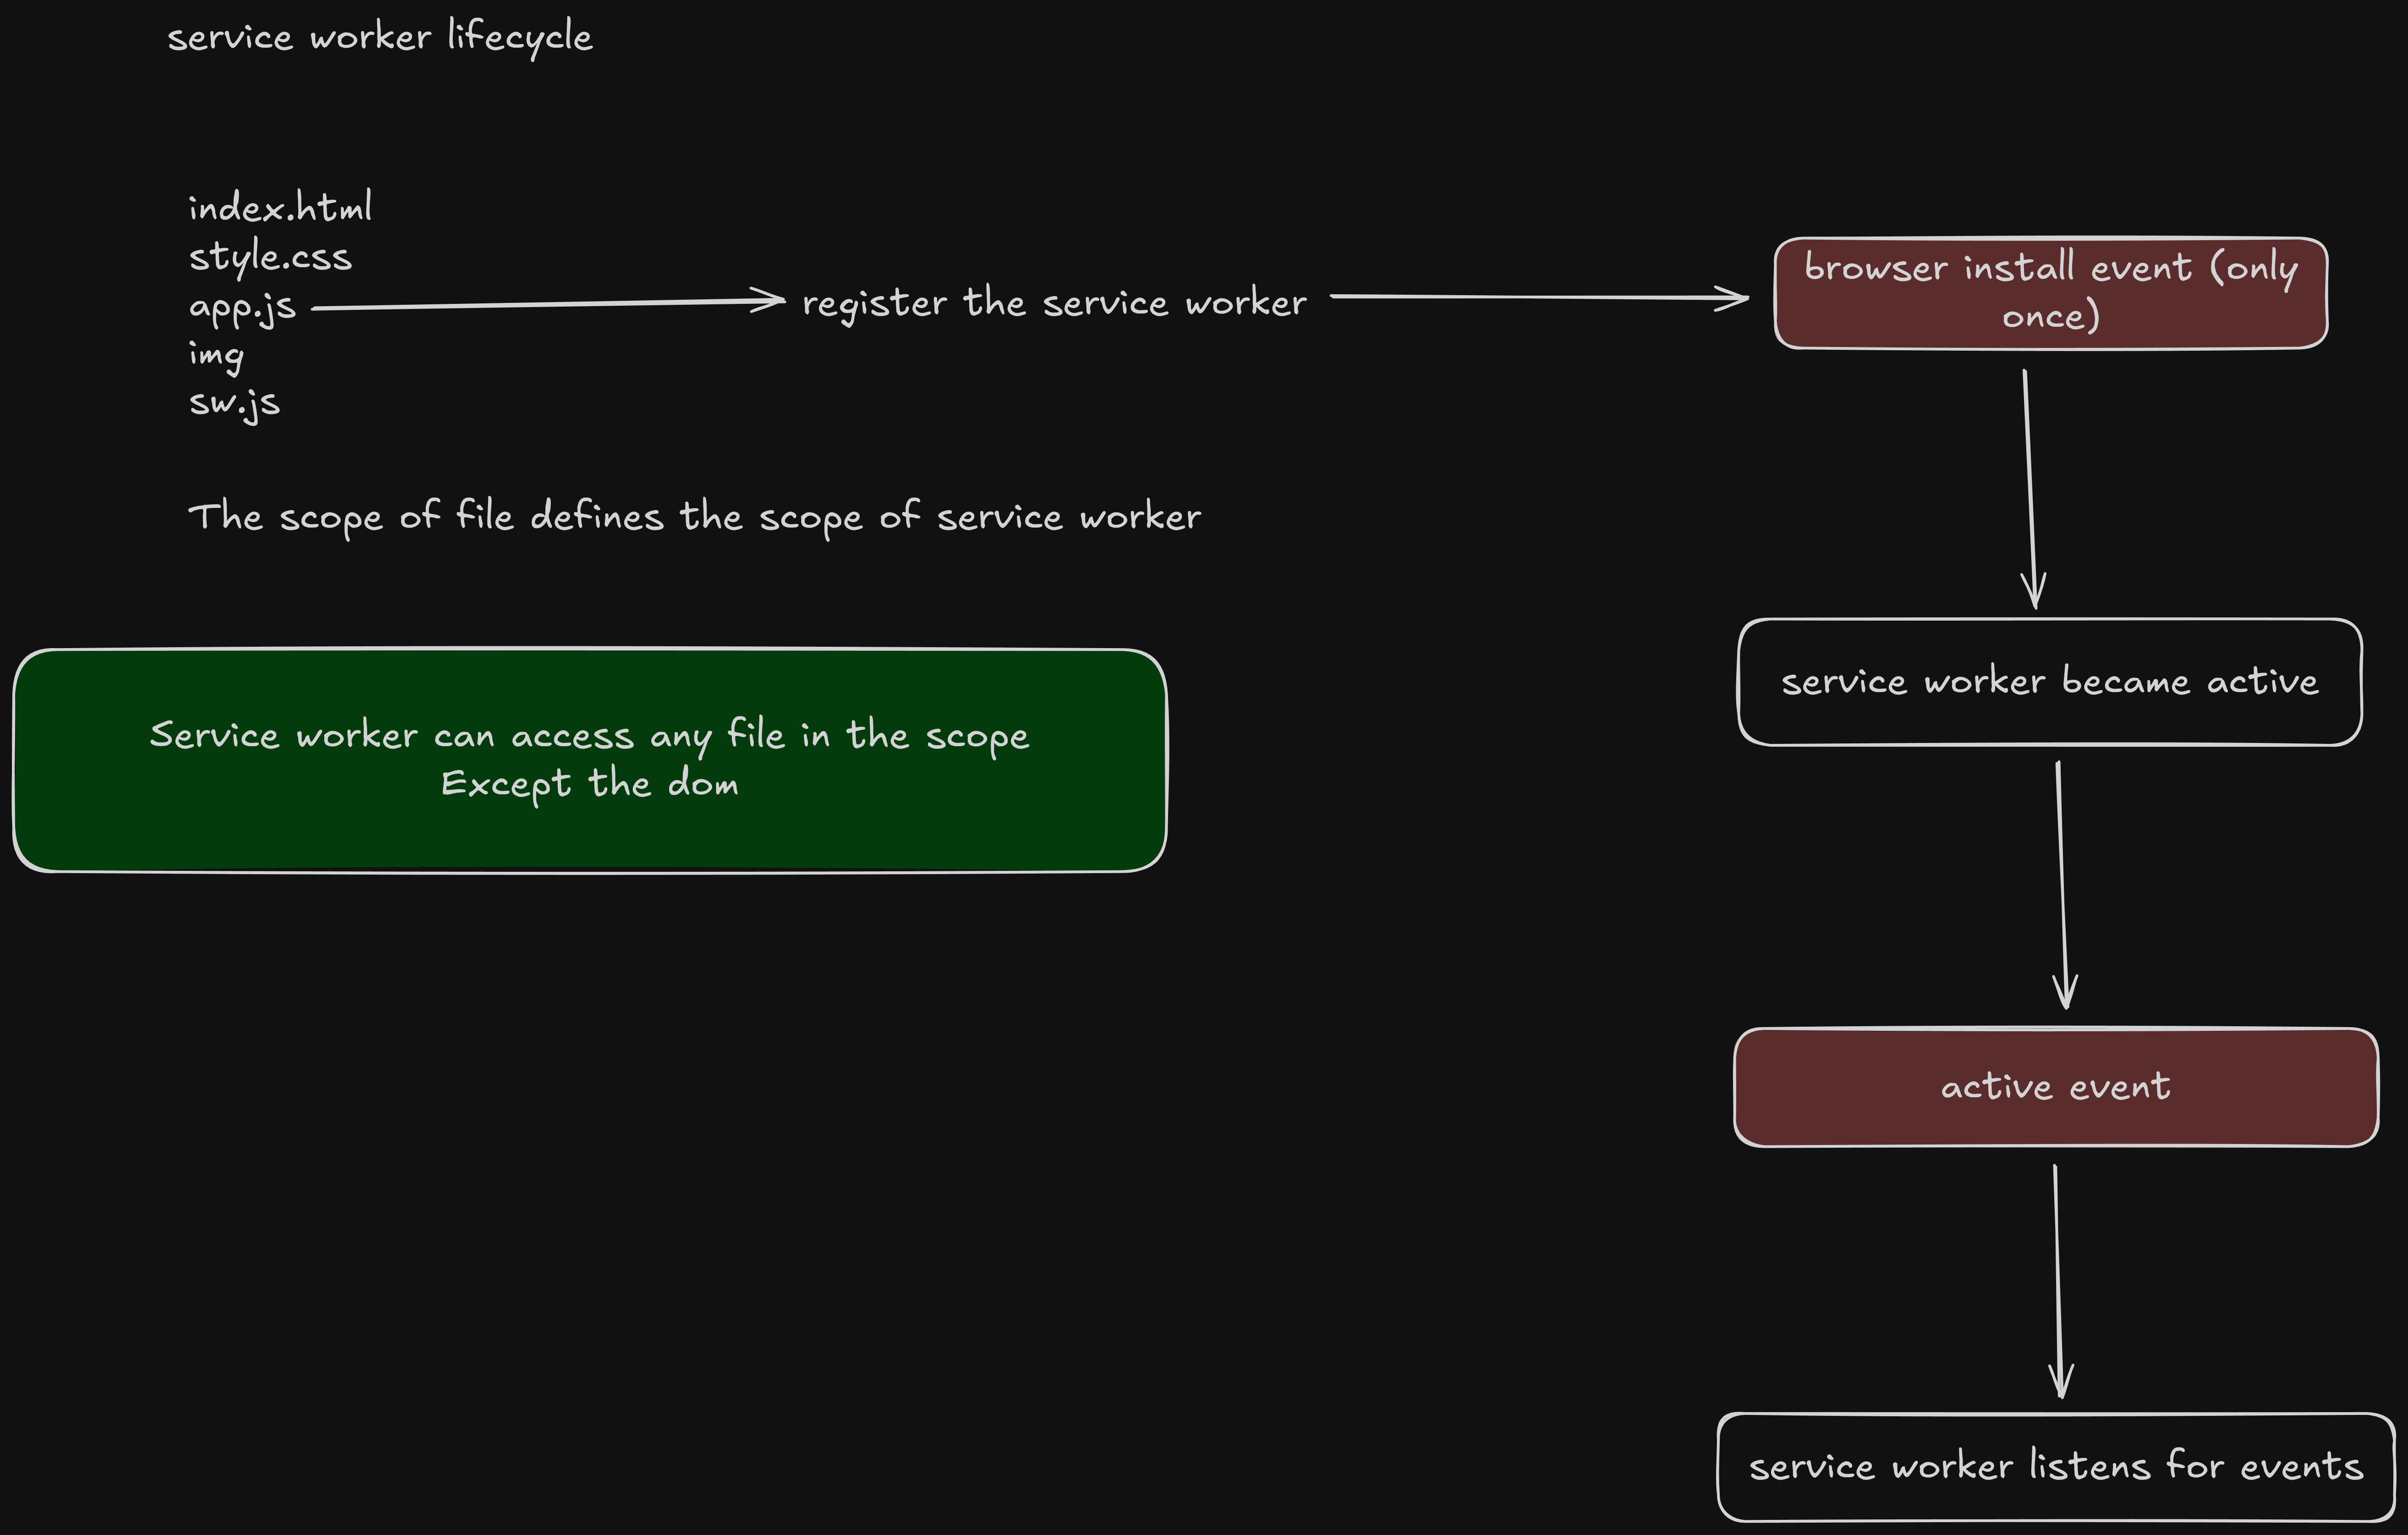 service worker lifecycle
index.html
style.css
app.js
img
sw.js
register the service worker
browser install event (only
once)
The scope of file defines the scope of service worker
service worker became active
Service worker can access any file in the scope
Except the dom
active event
service worker listens for events